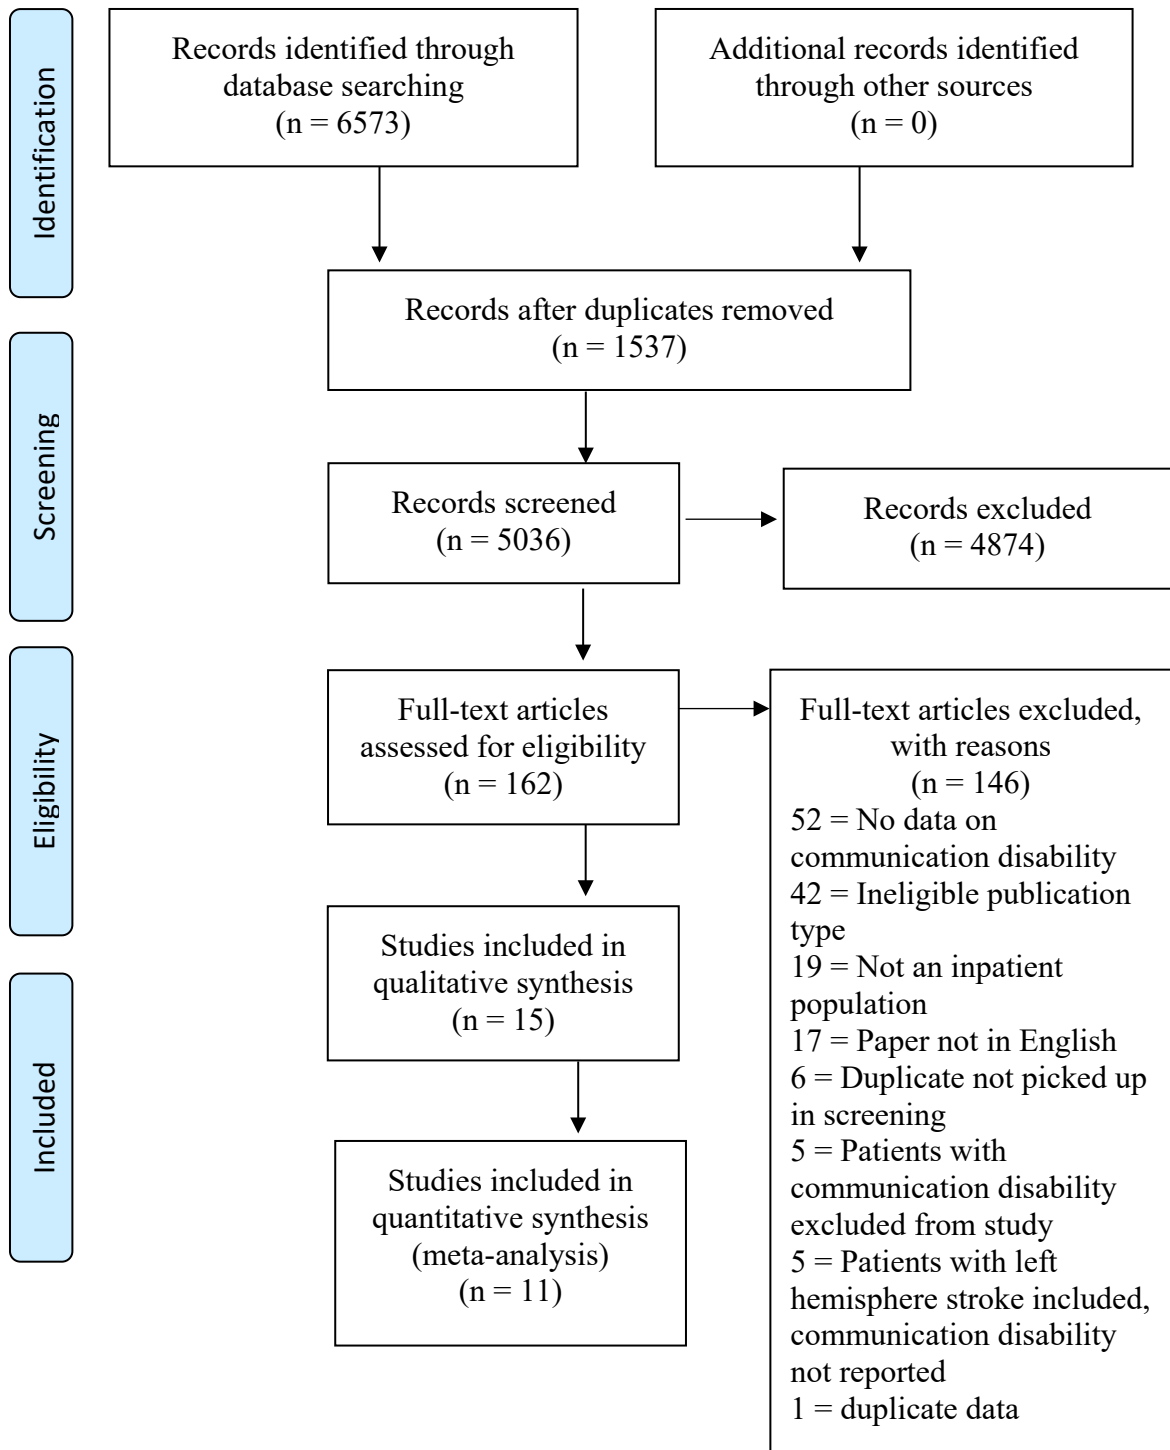 Identification
Records identified through
database searching
(n = 6573)
Additional records identified
through other sources
(n = 0)
Records after duplicates removed
(n = 1537)
Screening
Records screened
(n = 5036)
Records excluded
(n = 4874)
Eligibility
Full-text articles
assessed for eligibility
(n = 162)
Full-text articles excluded,
with reasons
(n = 146)
52 = No data on
communication disability
42 = Ineligible publication
type
19 = Not an inpatient
population
17 = Paper not in English
6 = Duplicate not picked up
in screening
5 = Patients with
communication disability
excluded from study
5 = Patients with left
hemisphere stroke included,
communication disability
not reported
1 = duplicate data
Studies included in
qualitative synthesis
(n = 15)
Included
Studies included in
quantitative synthesis
(meta-analysis)
(n = 11)